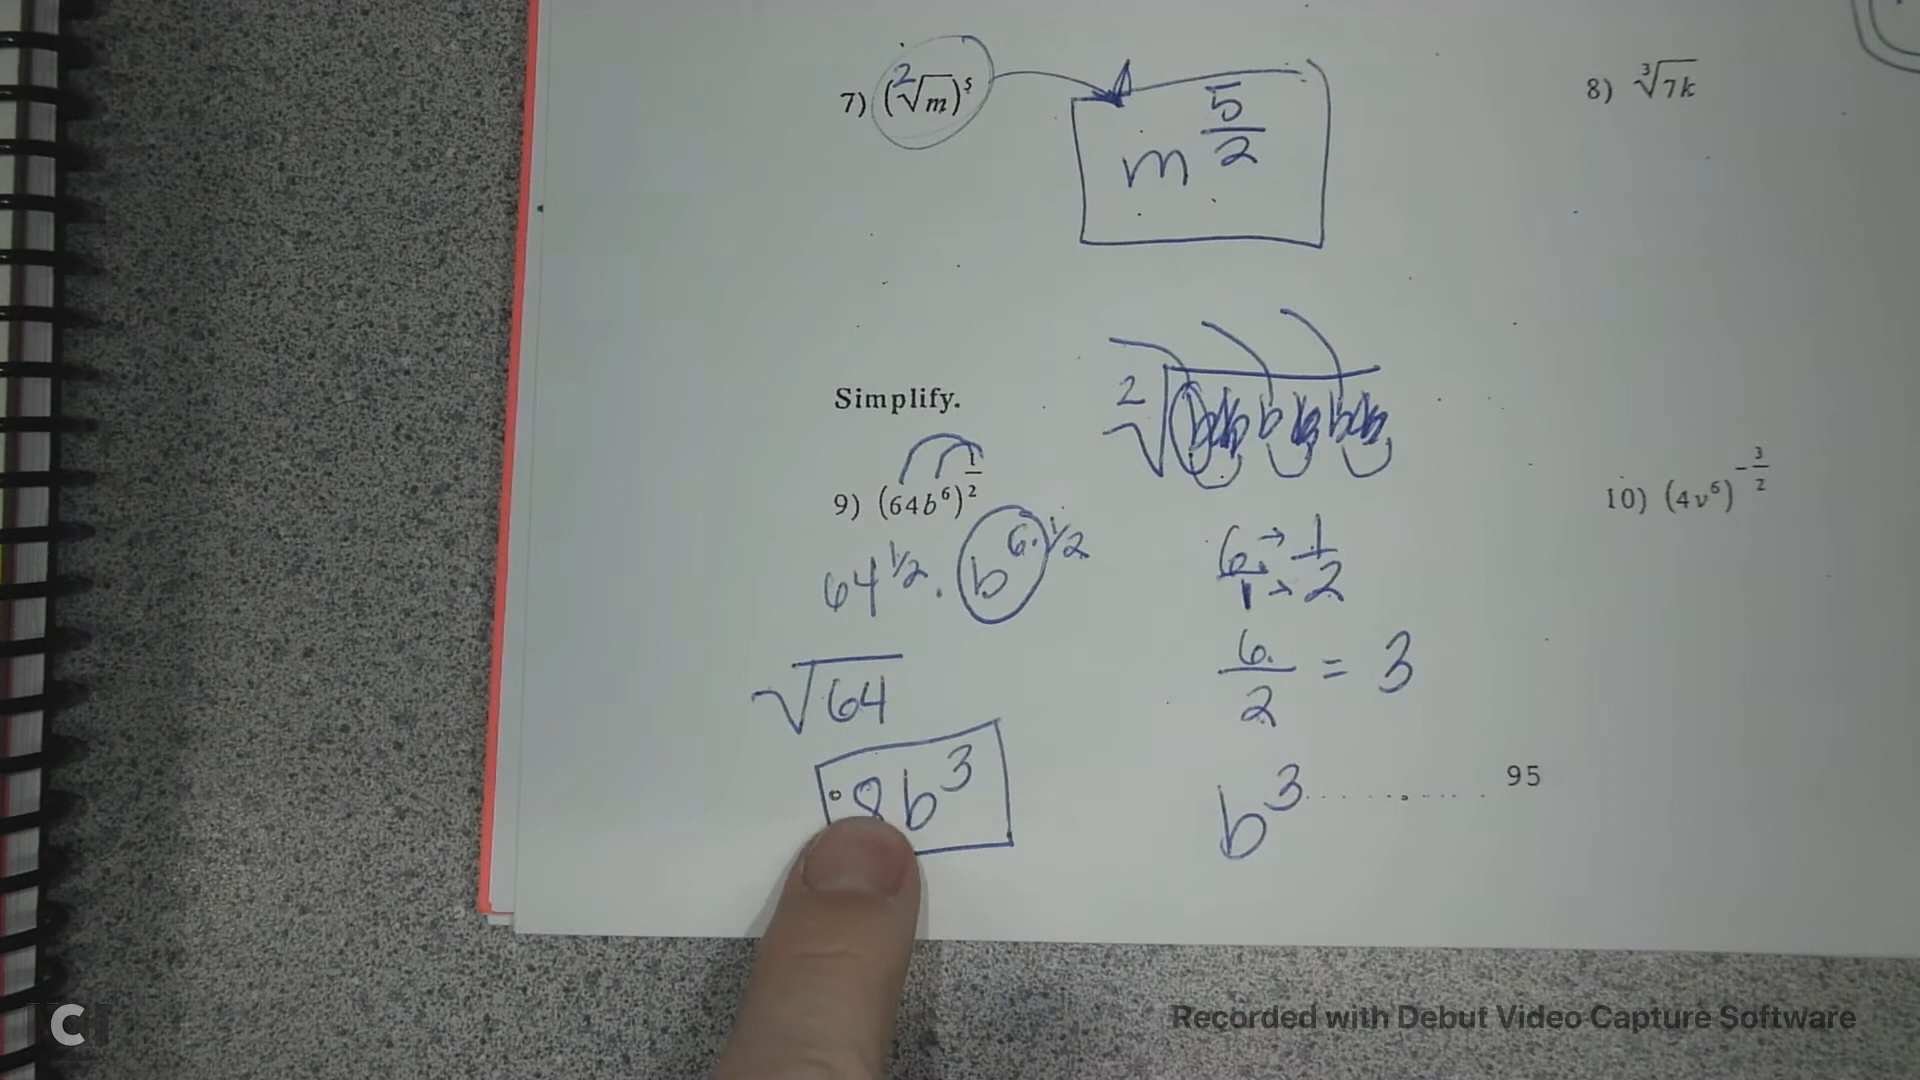 7) (²√m)⁵
m^5/2
8) ³√7k
Simplify.
2√b b b b b b
9) (64b⁶)^1/2
64^1/2 · b^6·1/2
6/1 → 1/2
10) (4v⁶)^-3/2
√64
6/2 = 3
8b³
b³
95
Recorded with Debut Video Capture Software